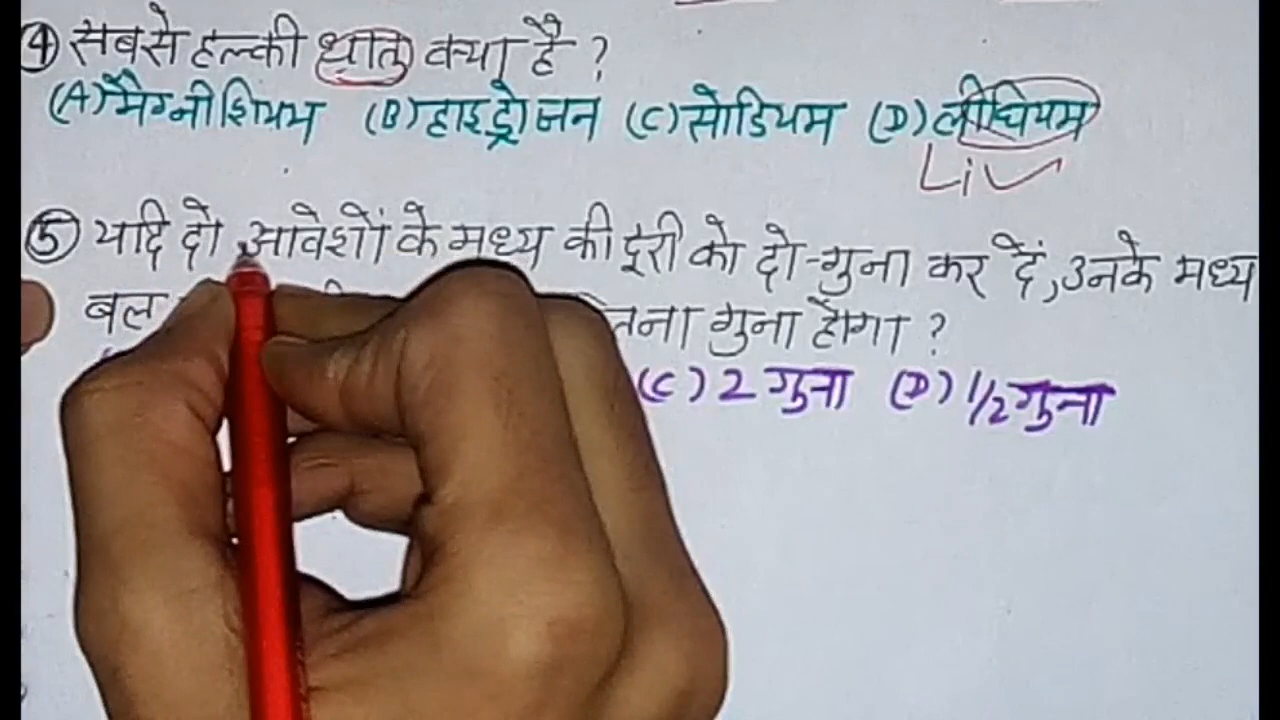 ④ सबसे हल्की धातु क्या है ?
(A) मैग्नीशियम (B) हाइड्रोजन (C) सोडियम (D) लीथियम
Li
⑤ यदि दो आवेशों के मध्य की दूरी को दो-गुना कर दें, उनके मध्य
बल गुना होगा ?
(C) 2 गुना (D) 1/2 गुना